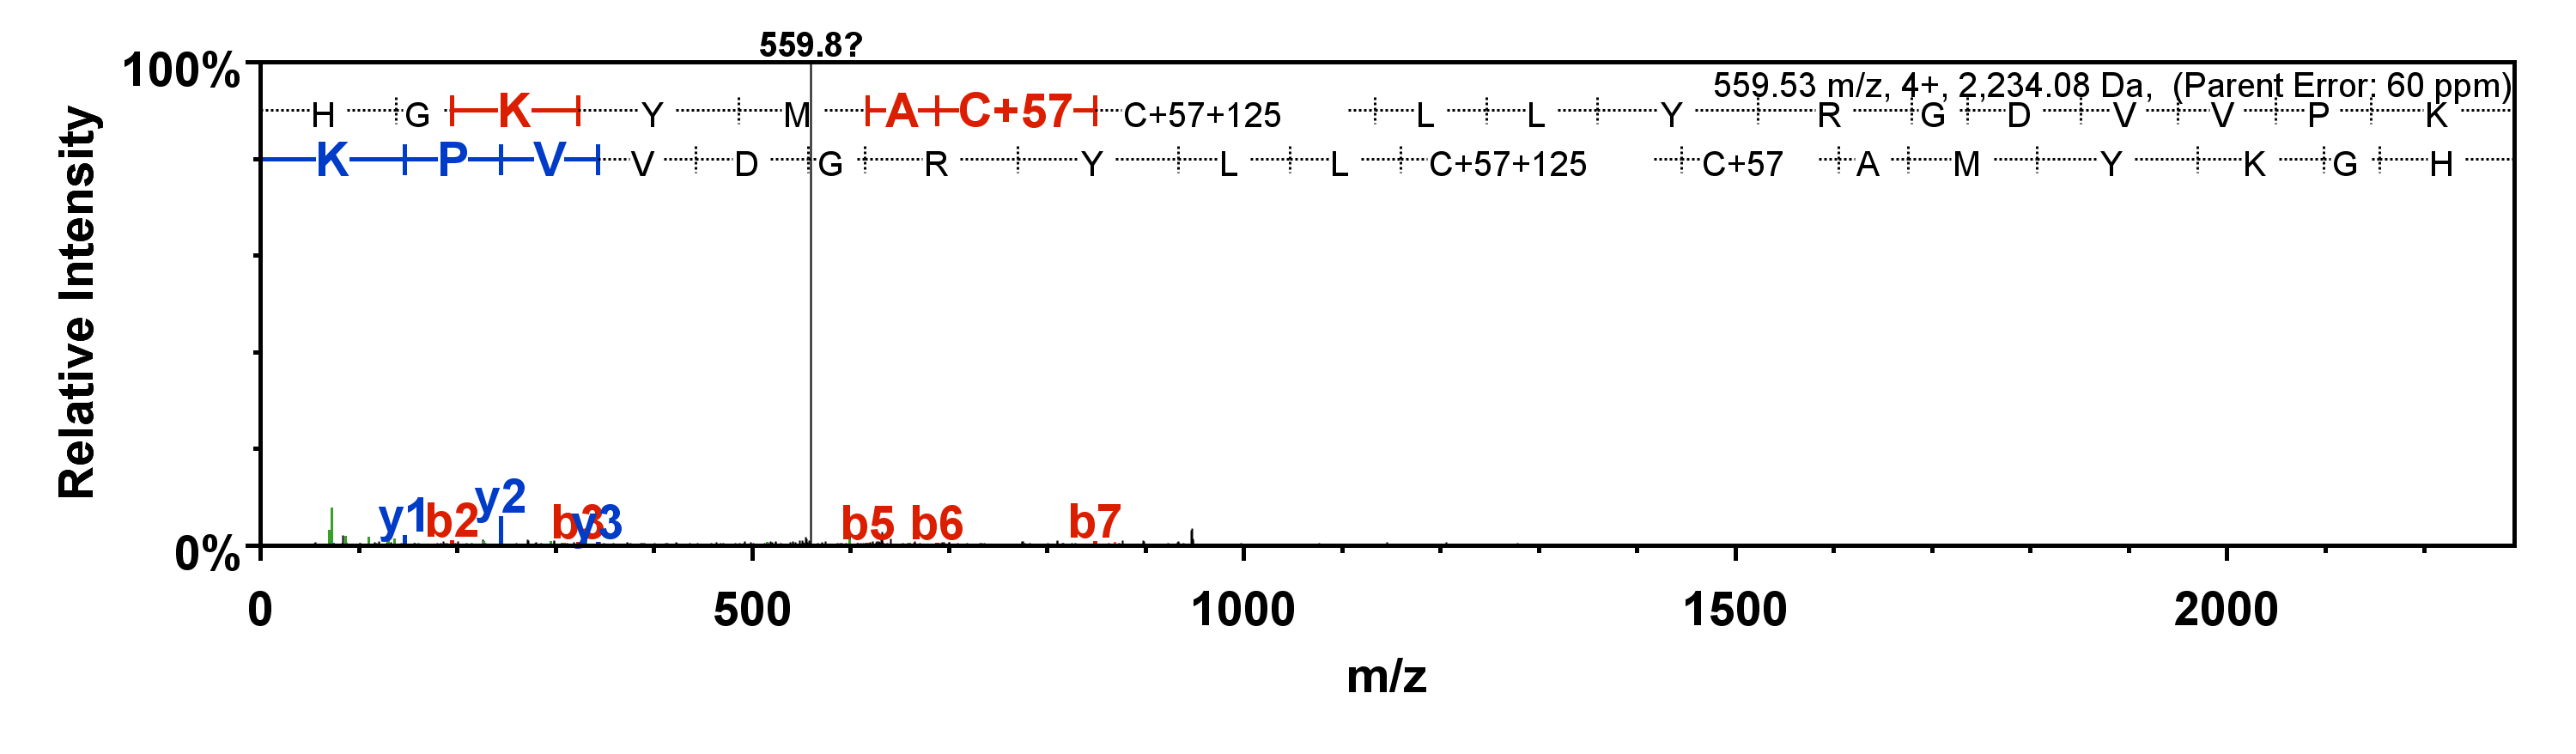 559.8?
100%
559.53 m/z, 4+, 2,234.08 Da, (Parent Error: 60 ppm)
H G K Y M A C+57 C+57+125 L L Y R G D V V P K
K P V V D G R Y L L C+57+125 C+57 A M Y K G H
Relative Intensity
y1 b2 y2 b3 y3 b5 b6 b7
0%
0 500 1000 1500 2000
m/z